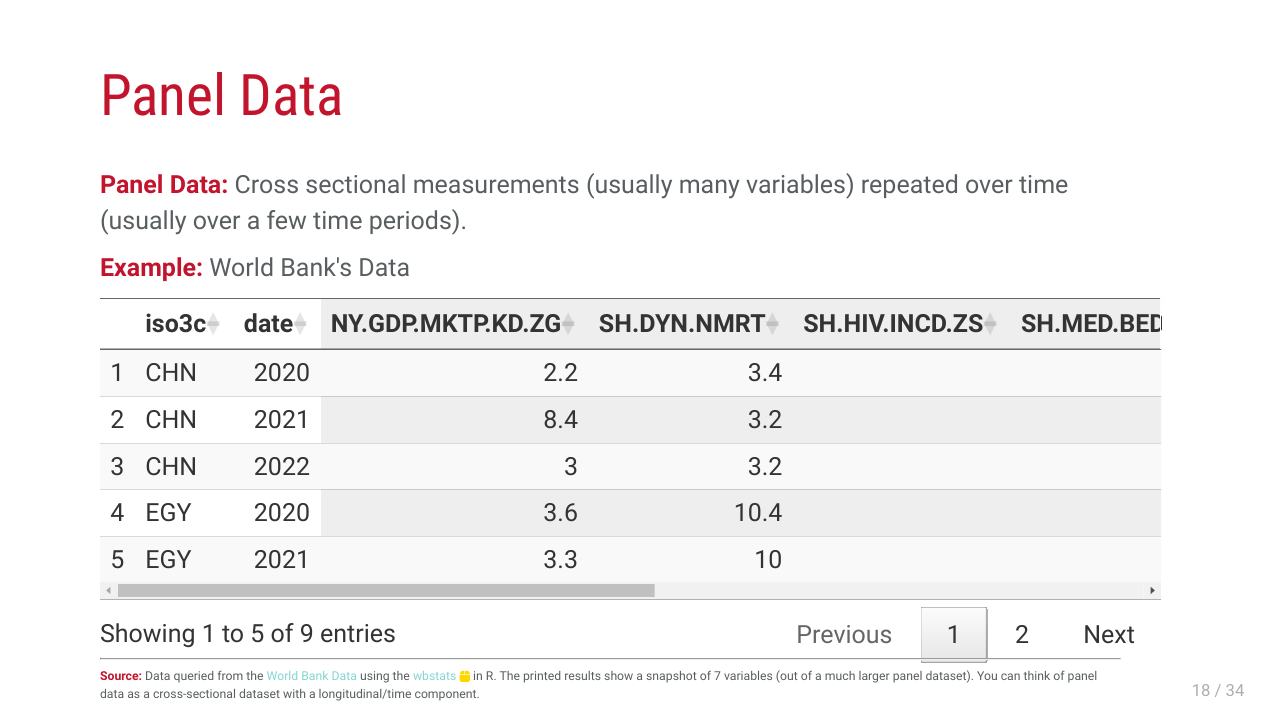 Panel Data
Panel Data: Cross sectional measurements (usually many variables) repeated over time
(usually over a few time periods).
Example: World Bank's Data
iso3c date NY.GDP.MKTP.KD.ZG SH.DYN.NMRT SH.HIV.INCD.ZS SH.MED.BED
1 CHN 2020 2.2 3.4
2 CHN 2021 8.4 3.2
3 CHN 2022 3 3.2
4 EGY 2020 3.6 10.4
5 EGY 2021 3.3 10
Showing 1 to 5 of 9 entries Previous 1 2 Next
Source: Data queried from the World Bank Data using the wbstats in R. The printed results show a snapshot of 7 variables (out of a much larger panel dataset). You can think of panel
data as a cross-sectional dataset with a longitudinal/time component.
18 / 34